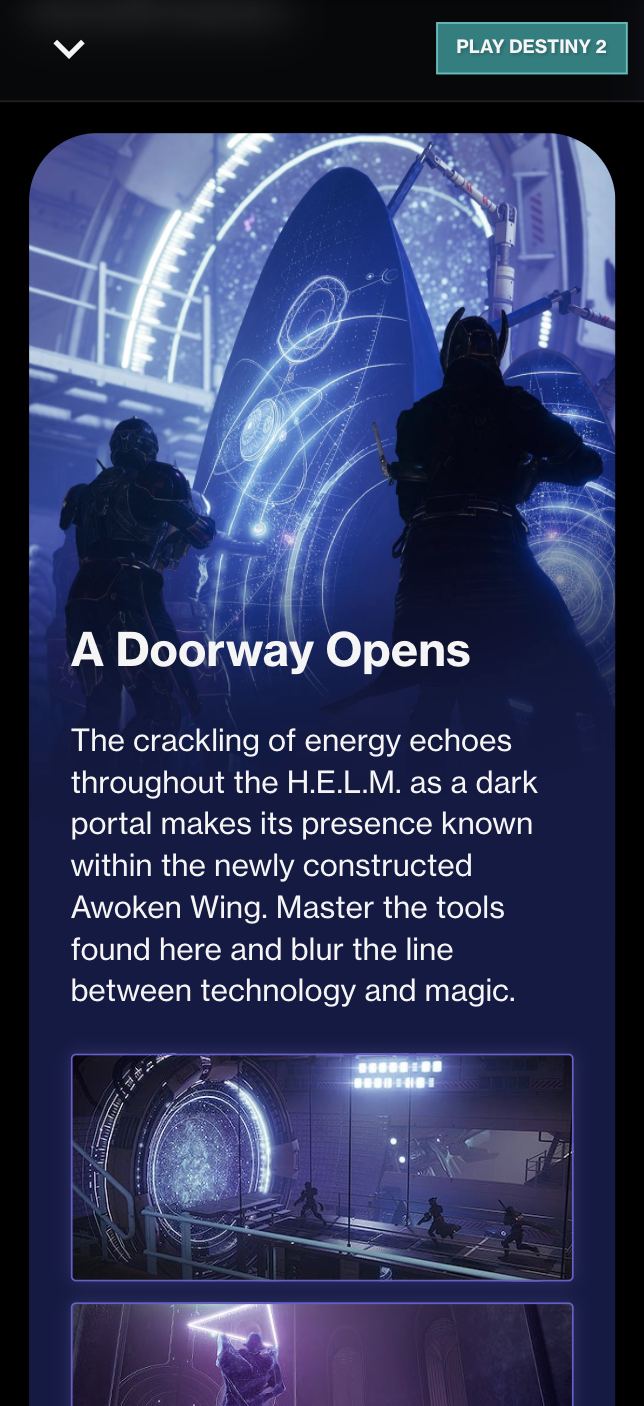 PLAY DESTINY 2
A Doorway Opens
The crackling of energy echoes
throughout the H.E.L.M. as a dark
portal makes its presence known
within the newly constructed
Awoken Wing. Master the tools
found here and blur the line
between technology and magic.